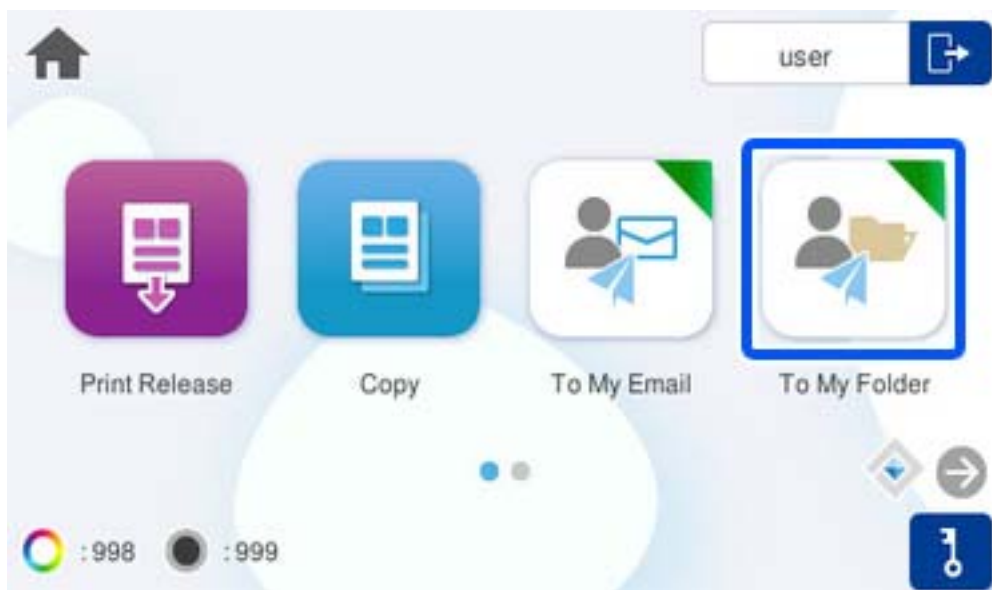 user
Print Release
Copy
To My Email
To My Folder
:998
:999